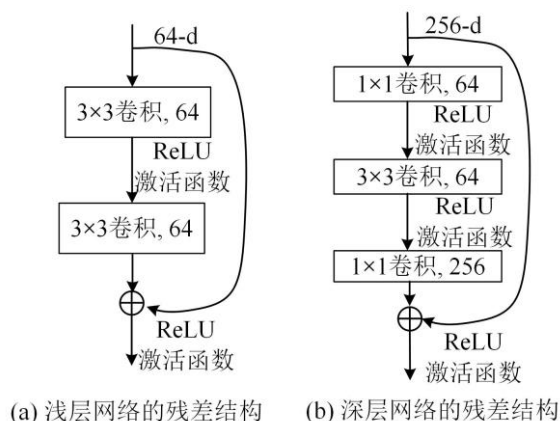 64-d
3×3卷积, 64
ReLU
激活函数
3×3卷积, 64
ReLU
激活函数
(a) 浅层网络的残差结构
256-d
1×1卷积, 64
ReLU
激活函数
3×3卷积, 64
ReLU
激活函数
1×1卷积, 256
ReLU
激活函数
(b) 深层网络的残差结构